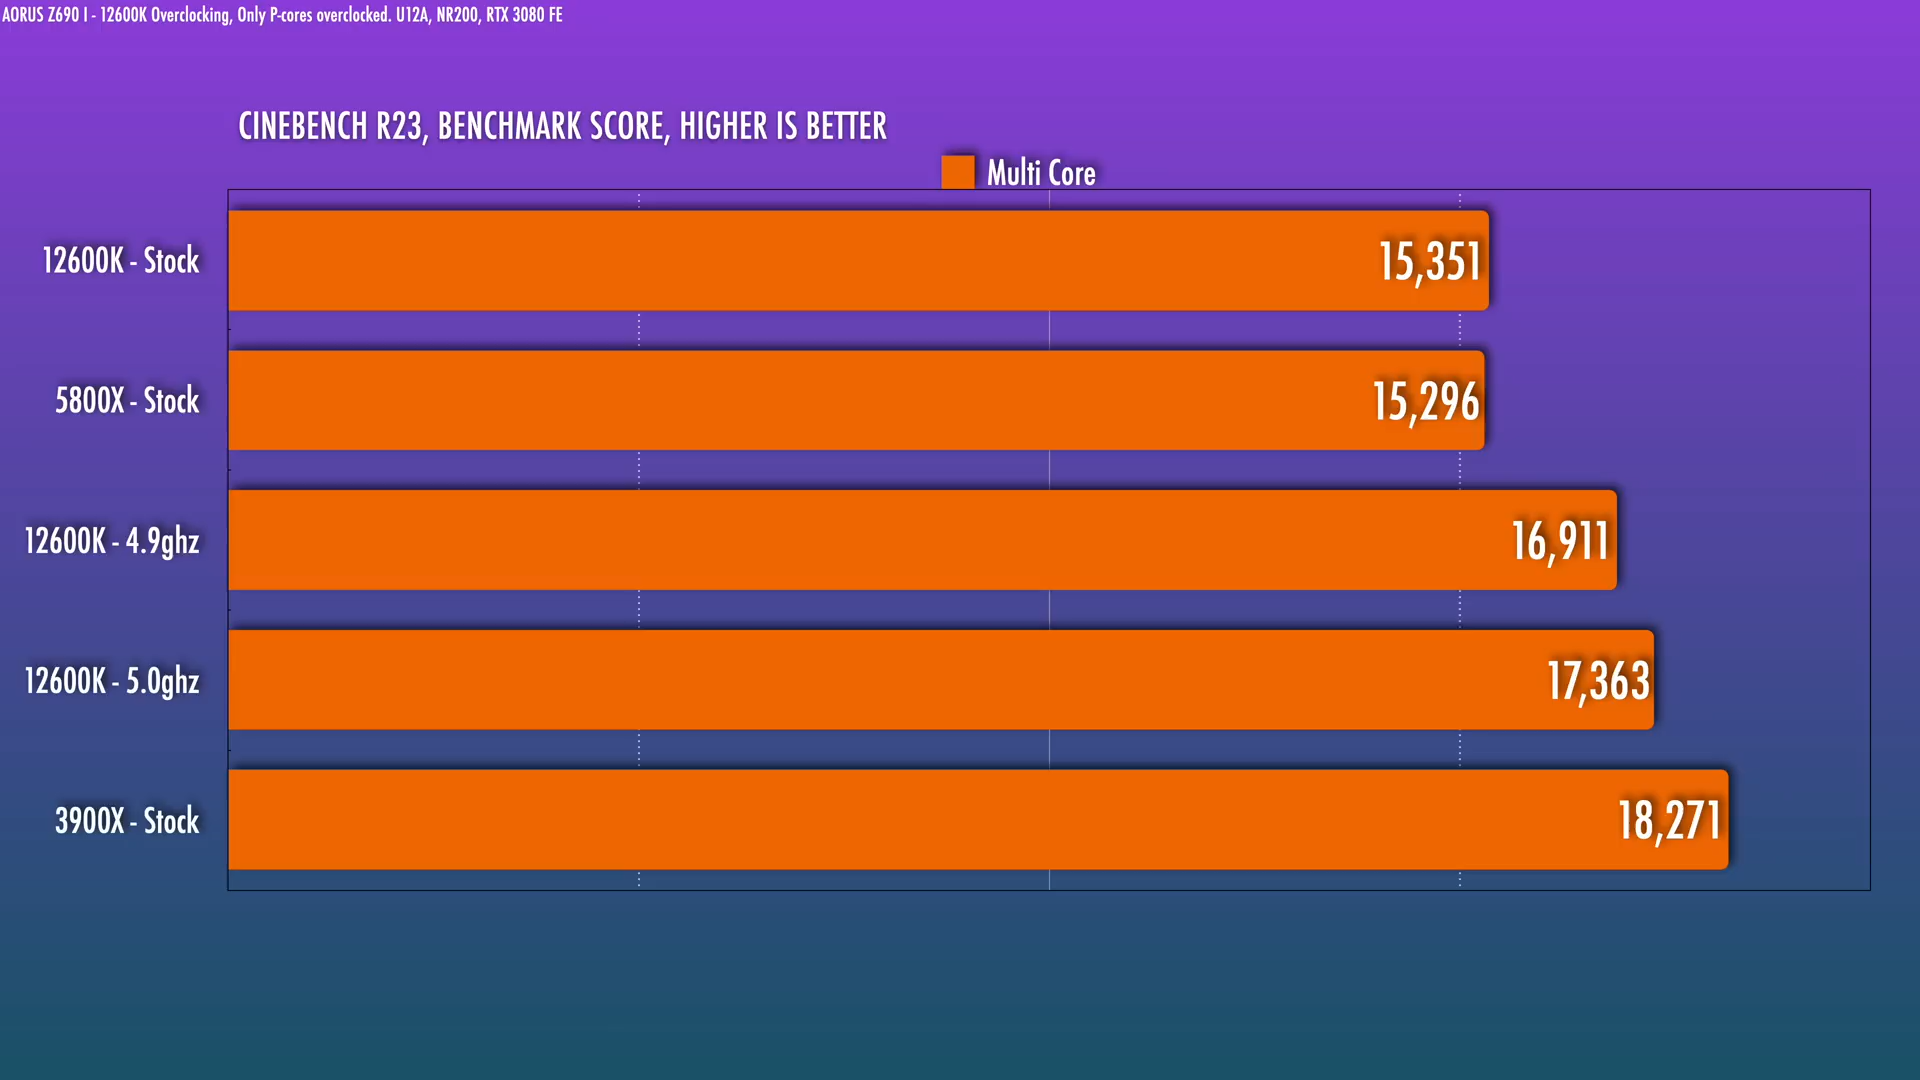 AORUS Z690 I - 12600K Overclocking, Only P-cores overclocked. U12A, NR200, RTX 3080 FE
CINEBENCH R23, BENCHMARK SCORE, HIGHER IS BETTER
Multi Core
12600K - Stock 15,351
5800X - Stock 15,296
12600K - 4.9ghz 16,911
12600K - 5.0ghz 17,363
3900X - Stock 18,271